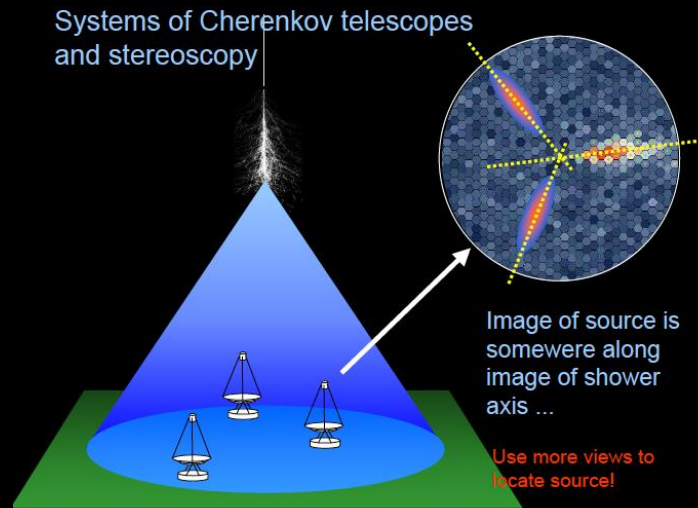 Systems of Cherenkov telescopes
and stereoscopy
Image of source is
somewere along
image of shower
axis ...
Use more views to
locate source!